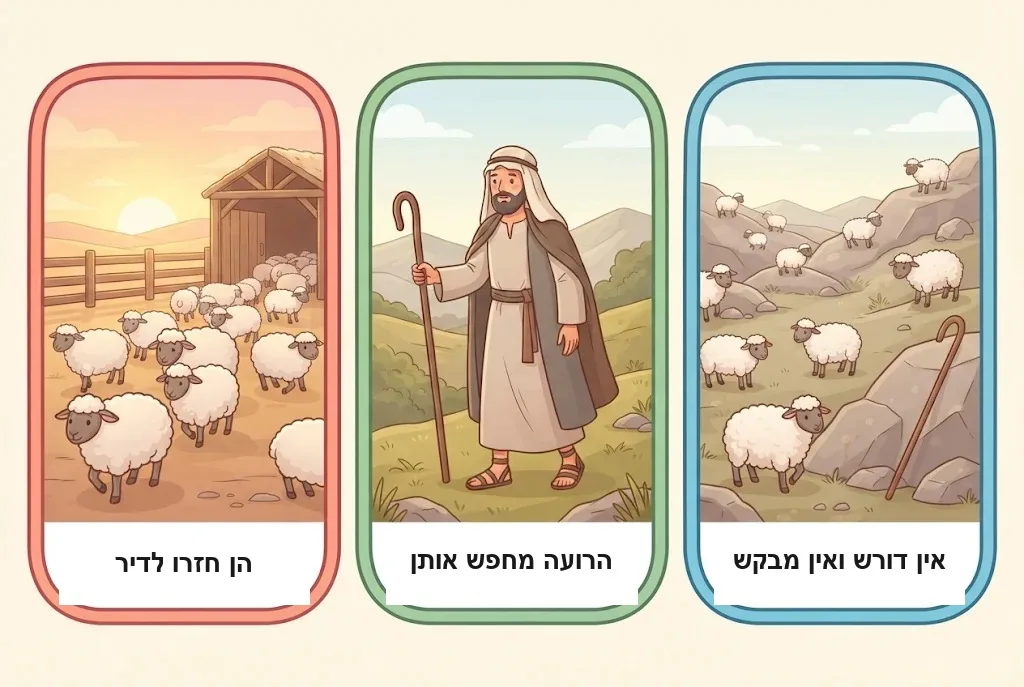 אין דורש ואין מבקש
הרועה מחפש אותן
הן חזרו לדיר